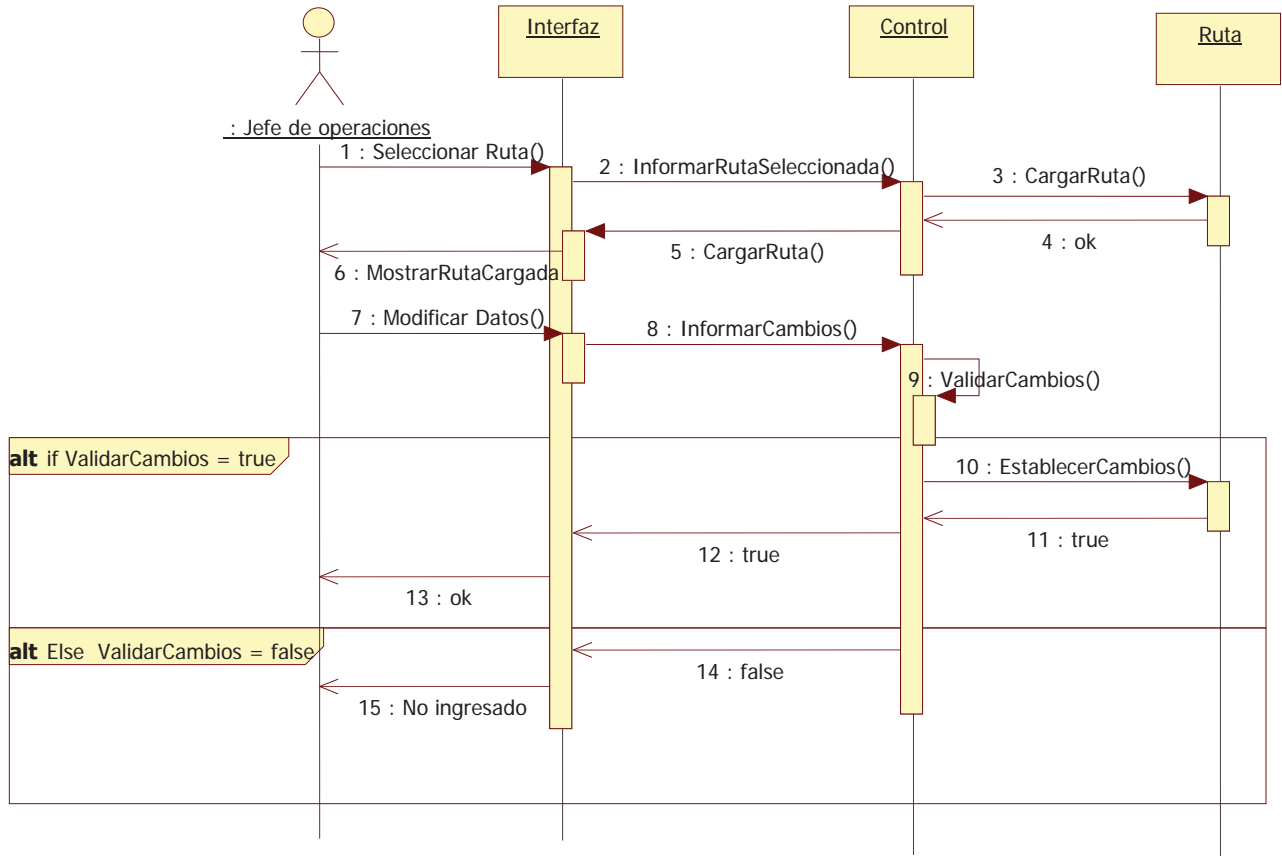 Interfaz
Control
Ruta
: Jefe de operaciones
1 : Seleccionar Ruta()
2 : InformarRutaSeleccionada()
3 : CargarRuta()
4 : ok
5 : CargarRuta()
6 : MostrarRutaCargada
7 : Modificar Datos()
8 : InformarCambios()
9 : ValidarCambios()
alt if ValidarCambios = true
10 : EstablecerCambios()
11 : true
12 : true
13 : ok
alt Else ValidarCambios = false
14 : false
15 : No ingresado